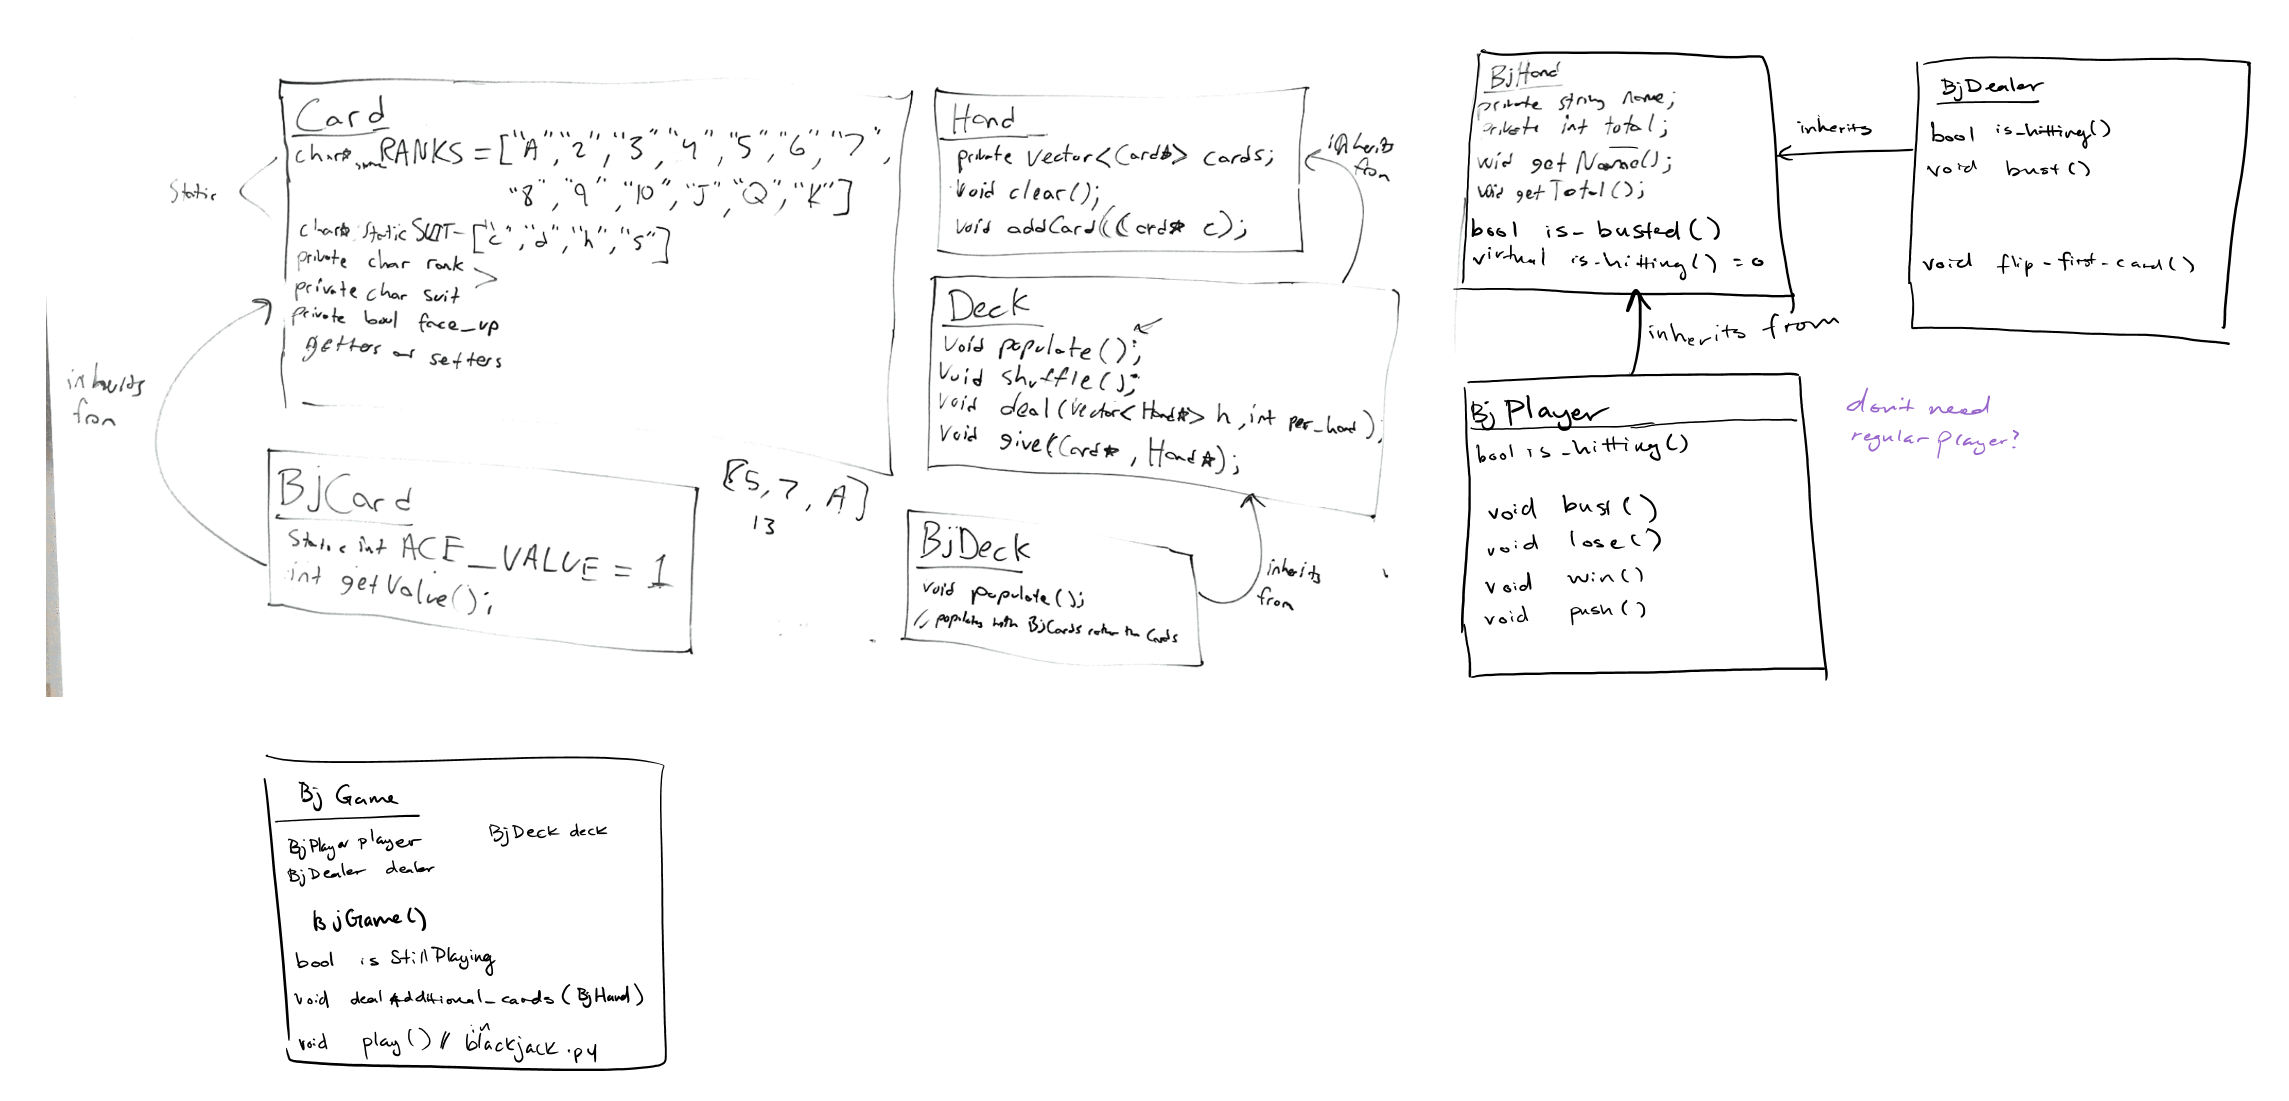 Card
char* static RANKS = ["A","2","3","4","5","6","7",
"8","9","10","J","Q","K"]
Static
char* static SUIT = ["c","d","h","s"]
private char rank
private char suit
private bool face_up
getters setters
inherits
from
BjCard
Static int ACE_VALUE = 1
int getValue();
[5, 7, A]
13
Hand
private Vector<Card*> cards;
void clear();
void addCard(Card* c);
inherits
from
Deck
void populate();
void shuffle();
void deal(Vector<Hand*> h, int per_hand);
void give(Card*, Hand*);
BjDeck
void populate();
// populates with BjCards rather than Cards
inherits
from
BjHand
private string name;
private int total;
void getName();
void getTotal();
bool is_busted()
virtual is-hitting() = 0
inherits
BjDealer
bool is_hitting()
void bust()
void flip-first-card()
inherits from
Bj Player
bool is_hitting()
void bust()
void lose()
void win()
void push()
don't need
regular player?
Bj Game
BjPlayer player
BjDeck deck
BjDealer dealer
BjGame()
bool is StillPlaying
void dealAdditional_cards(BjHand)
void play() // in blackjack.py